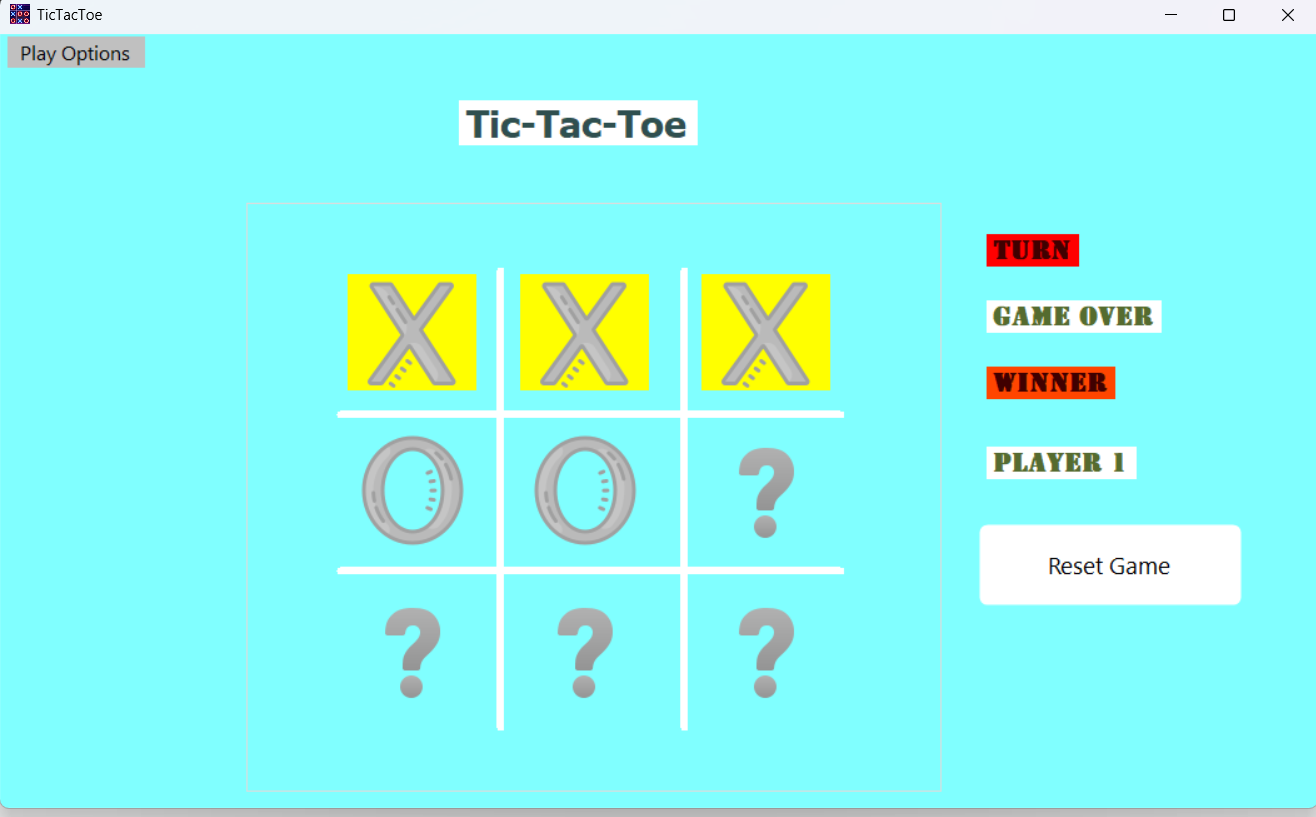 TicTacToe
Play Options
Tic-Tac-Toe
TURN
GAME OVER
WINNER
PLAYER 1
Reset Game
X X X
O O ?
? ? ?